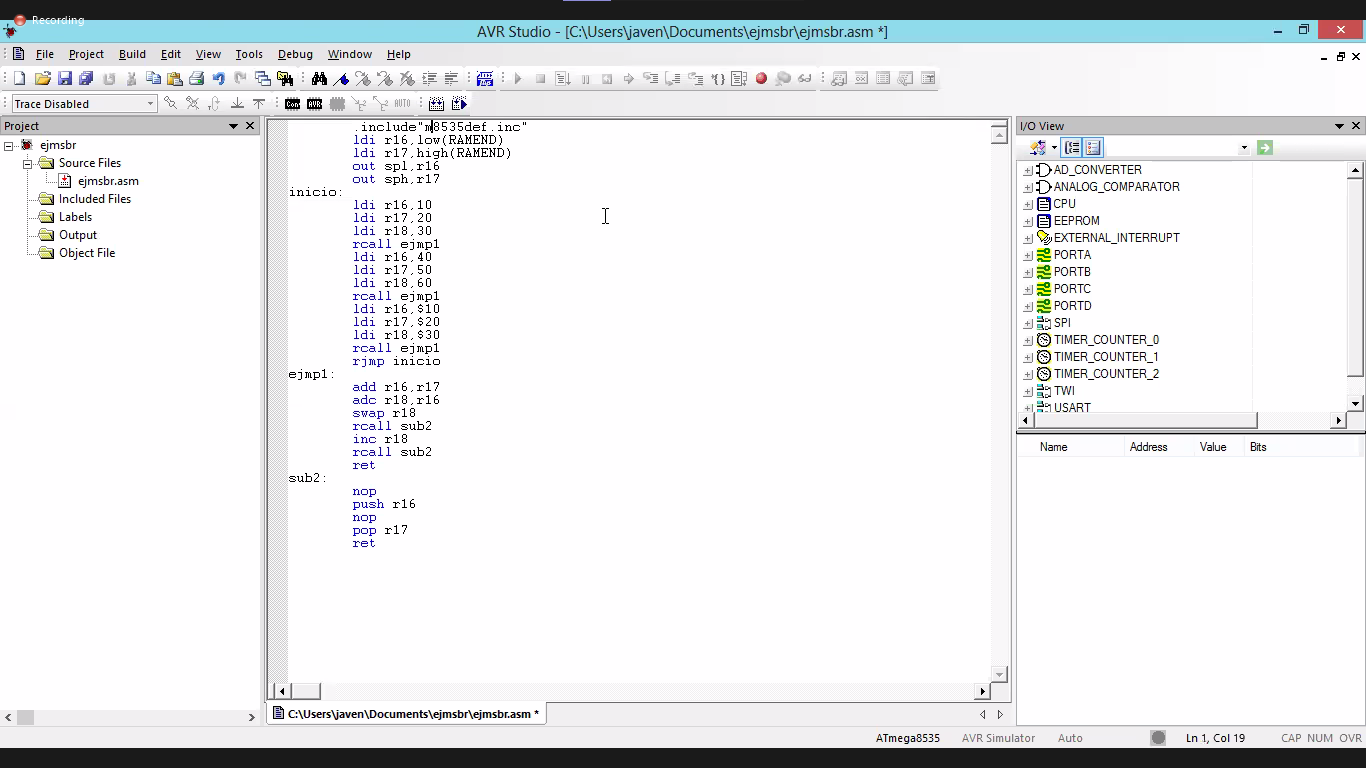 Recording
AVR Studio - [C:\Users\javen\Documents\ejmsbr\ejmsbr.asm *]
File Project Build Edit View Tools Debug Window Help
Trace Disabled
Con AVR AUTO
Project
ejmsbr
Source Files
ejmsbr.asm
Included Files
Labels
Output
Object File
.include"m8535def.inc"
ldi r16,low(RAMEND)
ldi r17,high(RAMEND)
out spl,r16
out sph,r17
inicio:
ldi r16,10
ldi r17,20
ldi r18,30
rcall ejmp1
ldi r16,40
ldi r17,50
ldi r18,60
rcall ejmp1
ldi r16,$10
ldi r17,$20
ldi r18,$30
rcall ejmp1
rjmp inicio
ejmp1:
add r16,r17
adc r18,r16
swap r18
rcall sub2
inc r18
rcall sub2
ret
sub2:
nop
push r16
nop
pop r17
ret
C:\Users\javen\Documents\ejmsbr\ejmsbr.asm *
I/O View
AD_CONVERTER
ANALOG_COMPARATOR
CPU
EEPROM
EXTERNAL_INTERRUPT
PORTA
PORTB
PORTC
PORTD
SPI
TIMER_COUNTER_0
TIMER_COUNTER_1
TIMER_COUNTER_2
TWI
USART
Name Address Value Bits
ATmega8535 AVR Simulator Auto Ln 1, Col 19 CAP NUM OVR